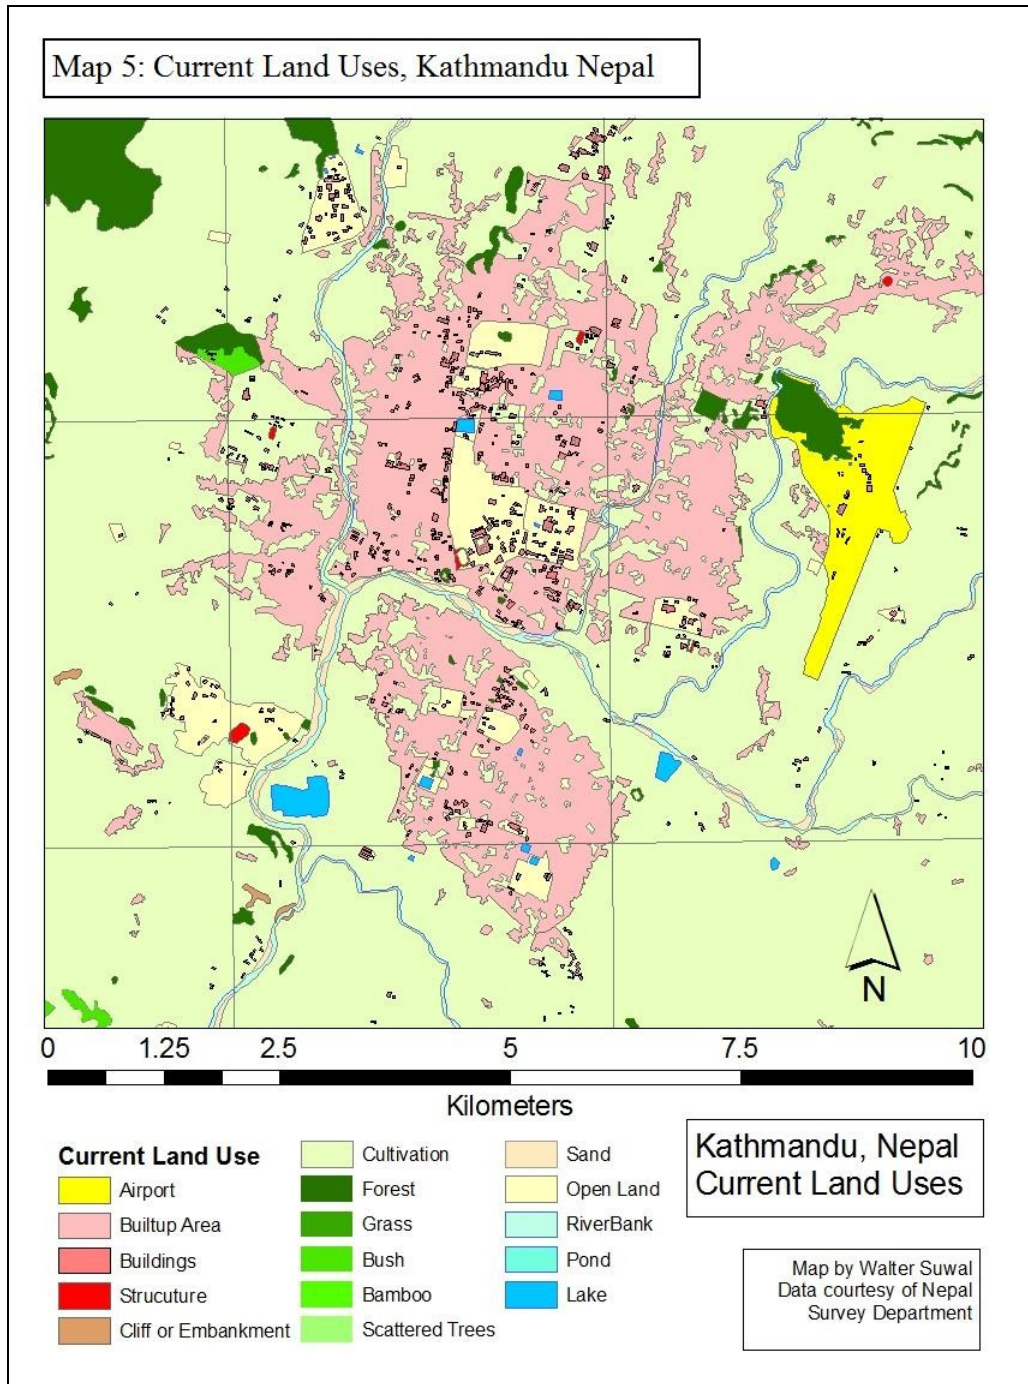 Map 5: Current Land Uses, Kathmandu Nepal
N
0 1.25 2.5 5 7.5 10
Kilometers
Current Land Use
Airport
Builtup Area
Buildings
Strucuture
Cliff or Embankment
Cultivation
Forest
Grass
Bush
Bamboo
Scattered Trees
Sand
Open Land
RiverBank
Pond
Lake
Kathmandu, Nepal
Current Land Uses
Map by Walter Suwal
Data courtesy of Nepal
Survey Department